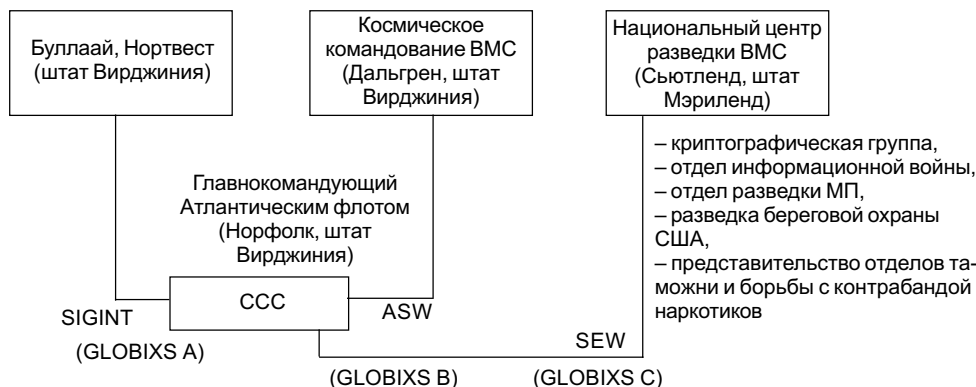 Буллаай, Нортвест
(штат Вирджиния)
Космическое
командование ВМС
(Дальгрен, штат
Вирджиния)
Национальный центр
разведки ВМС
(Сьютленд, штат
Мэриленд)
– криптографическая группа,
– отдел информационной войны,
– отдел разведки МП,
– разведка береговой охраны
США,
– представительство отделов та-
можни и борьбы с контрабандой
наркотиков
Главнокомандующий
Атлантическим флотом
(Норфолк, штат
Вирджиния)
ССС
SIGINT
ASW
SEW
(GLOBIXS A)
(GLOBIXS B)
(GLOBIXS C)